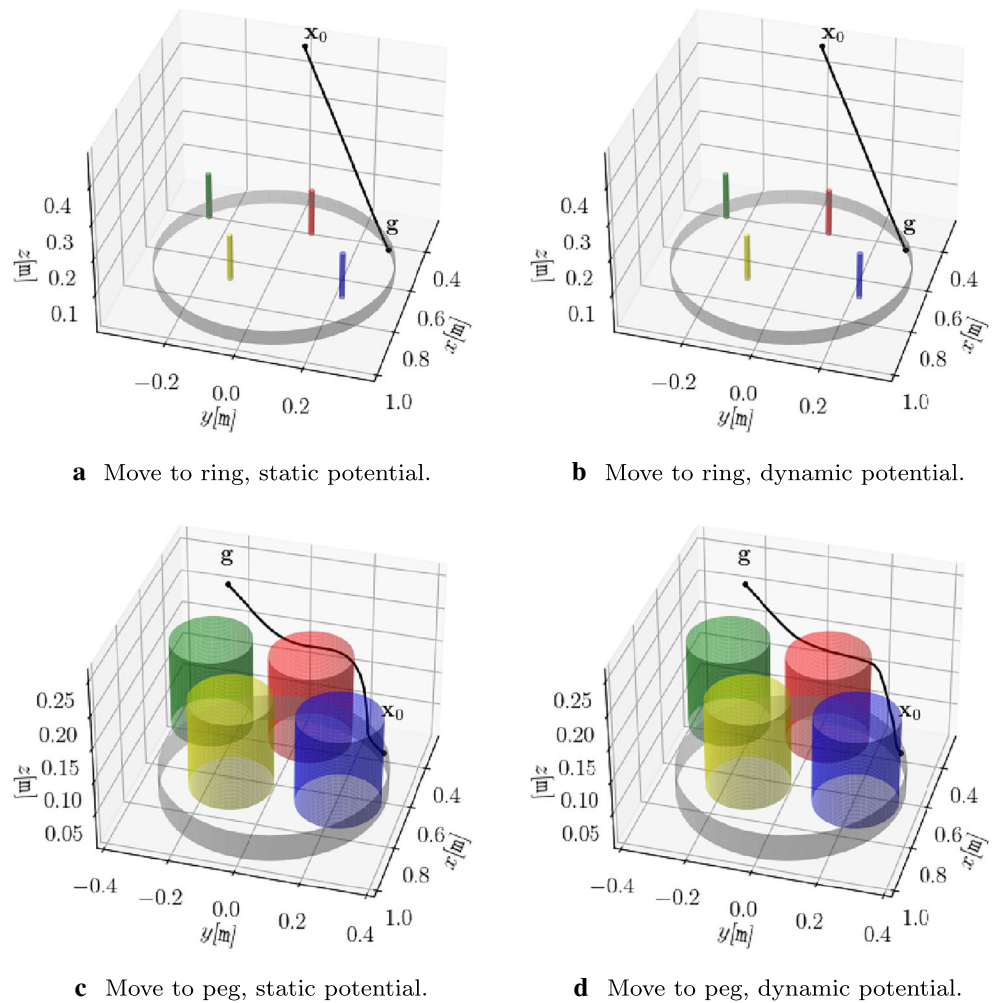 x₀
x₀
g
g
0.4
0.3
0.2
0.1
z[m]
−0.2
0.0
0.2
y[m]
0.4
0.6
0.8
1.0
x[m]
0.4
0.3
0.2
0.1
z[m]
−0.2
0.0
0.2
y[m]
0.4
0.6
0.8
1.0
x[m]
a Move to ring, static potential.
b Move to ring, dynamic potential.
g
g
x₀
x₀
0.25
0.20
0.15
0.10
0.05
z[m]
−0.4
−0.2
0.0
0.2
0.4
y[m]
0.4
0.6
0.8
1.0
x[m]
0.25
0.20
0.15
0.10
0.05
z[m]
−0.4
−0.2
0.0
0.2
0.4
y[m]
0.4
0.6
0.8
1.0
x[m]
c Move to peg, static potential.
d Move to peg, dynamic potential.